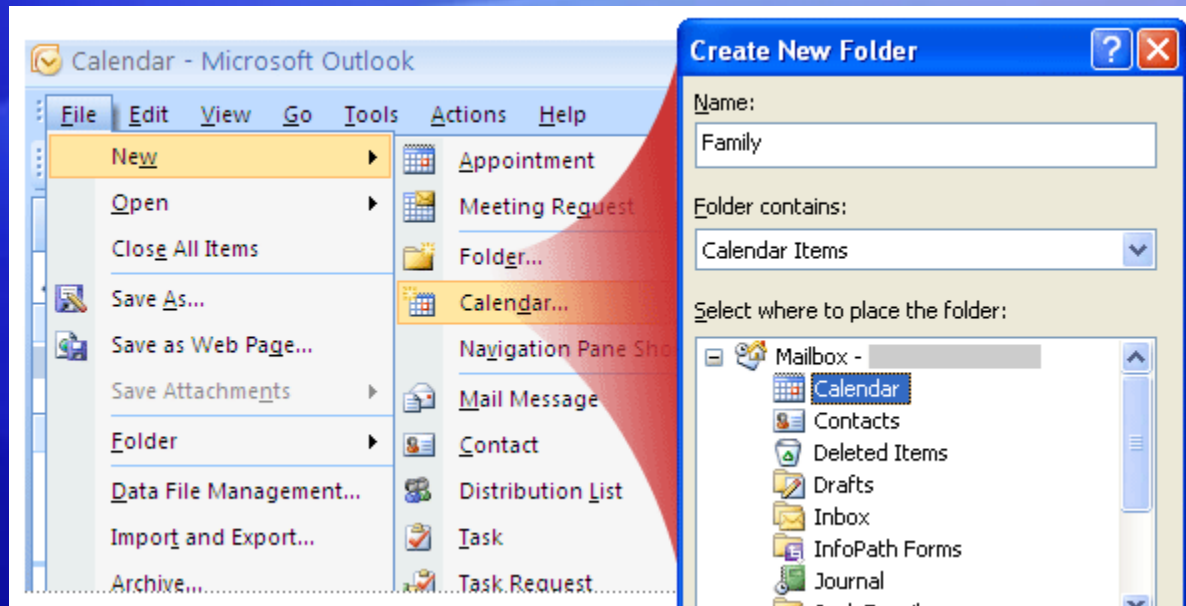 Calendar - Microsoft Outlook
File Edit View Go Tools Actions Help
New
Open
Close All Items
Save As...
Save as Web Page...
Save Attachments
Folder
Data File Management...
Import and Export...
Archive...
Appointment
Meeting Request
Folder...
Calendar...
Navigation Pane
Mail Message
Contact
Distribution List
Task
Task Request
Create New Folder
Name:
Family
Folder contains:
Calendar Items
Select where to place the folder:
Mailbox -
Calendar
Contacts
Deleted Items
Drafts
Inbox
InfoPath Forms
Journal